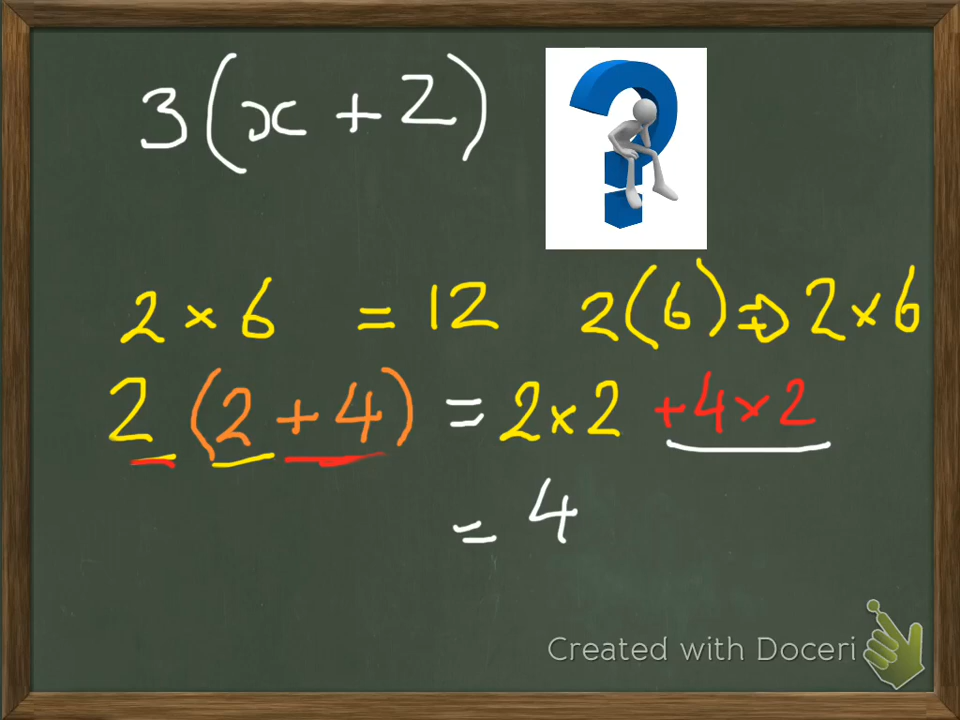 3(x + 2)
2 × 6 = 12 2(6) ⇒ 2 × 6
2 (2 + 4) = 2 × 2 + 4 × 2
= 4
Created with Doceri